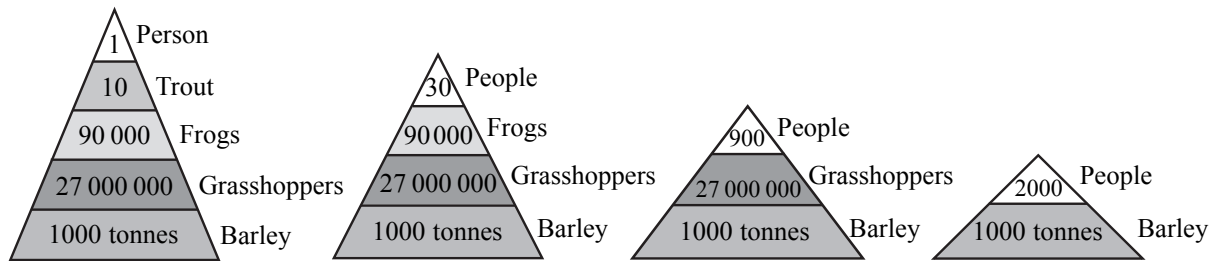 1 Person
10 Trout
90 000 Frogs
27 000 000 Grasshoppers
1000 tonnes Barley
30 People
90 000 Frogs
27 000 000 Grasshoppers
1000 tonnes Barley
900 People
27 000 000 Grasshoppers
1000 tonnes Barley
2000 People
1000 tonnes Barley